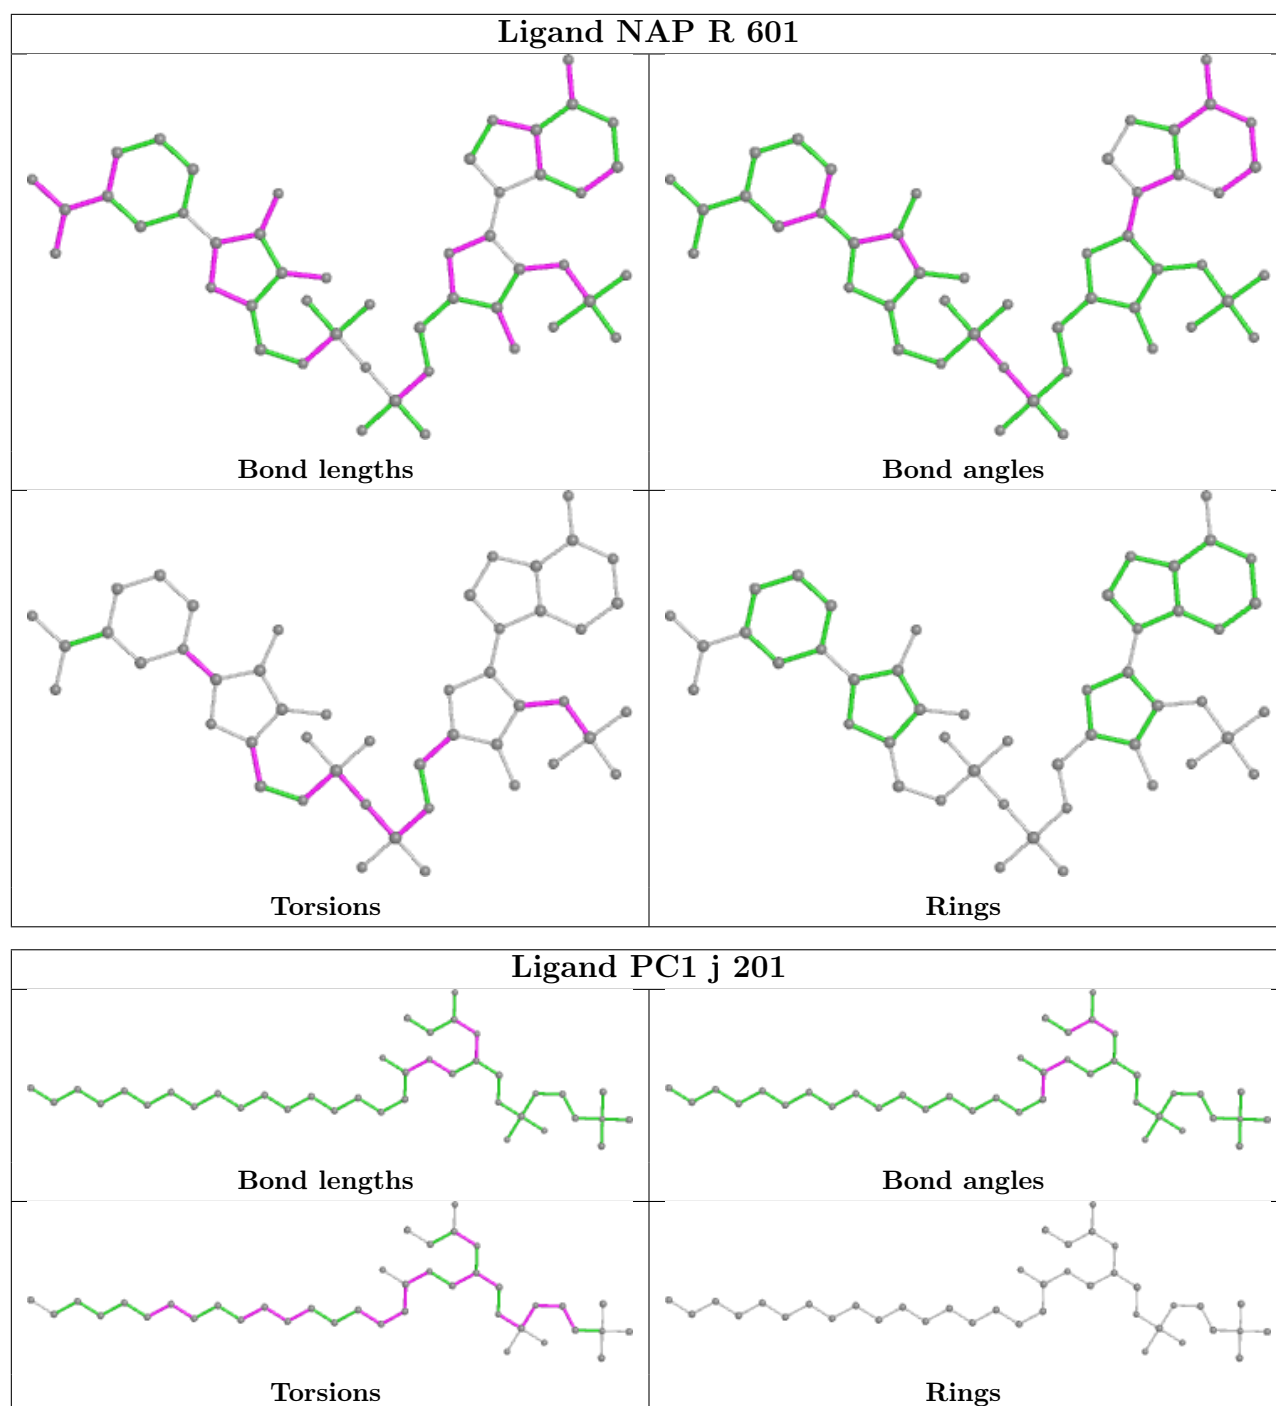 Ligand NAP R 601
Bond lengths
Bond angles
Torsions
Rings
Ligand PC1 j 201
Bond lengths
Bond angles
Torsions
Rings